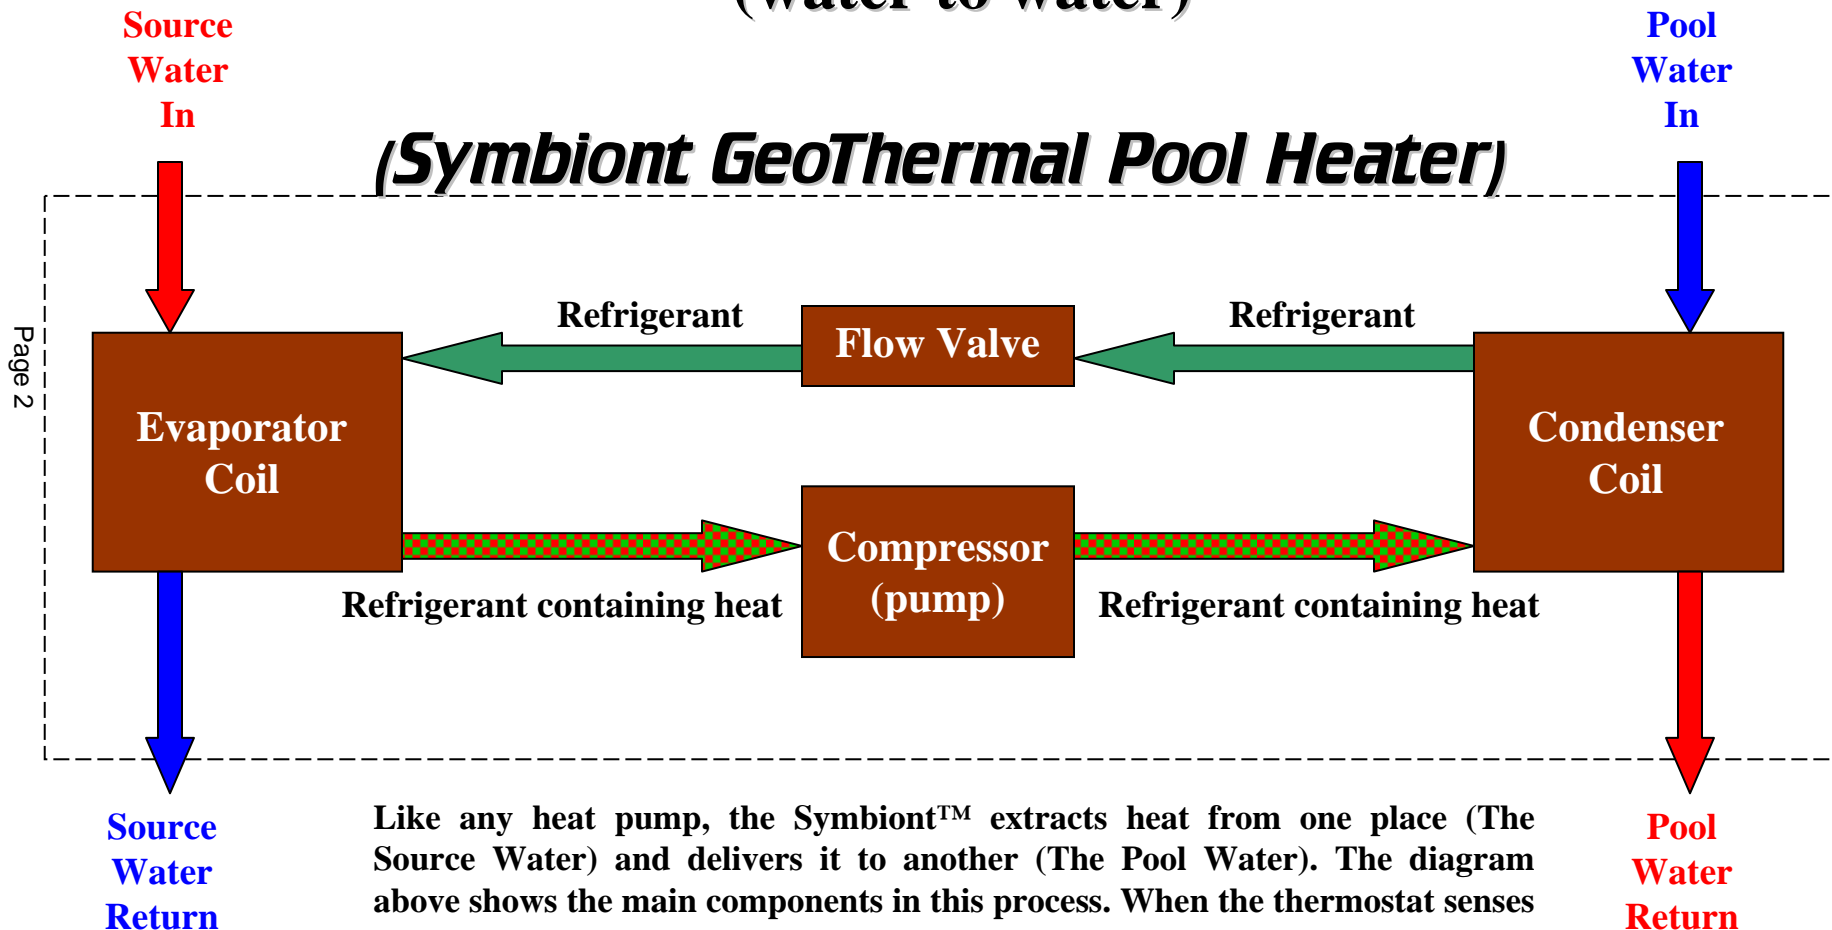 (water to water)
Source
Water
In
Pool
Water
In
(Symbiont GeoThermal Pool Heater)
Page 2
Refrigerant
Flow Valve
Refrigerant
Evaporator
Coil
Condenser
Coil
Compressor
(pump)
Refrigerant containing heat
Refrigerant containing heat
Source
Water
Return
Like any heat pump, the Symbiont™ extracts heat from one place (The
Source Water) and delivers it to another (The Pool Water). The diagram
above shows the main components in this process. When the thermostat senses
Pool
Water
Return